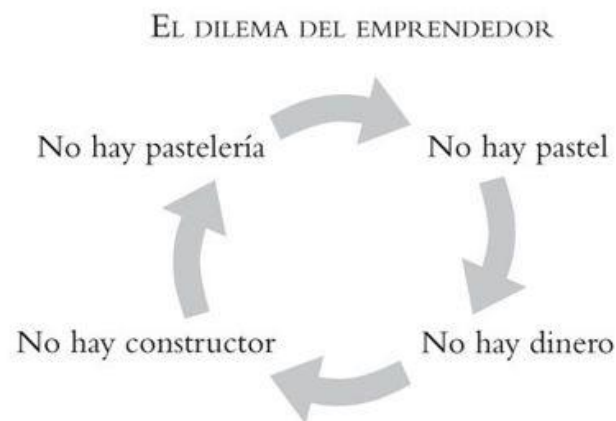 El dilema del emprendedor
No hay pastelería
No hay pastel
No hay constructor
No hay dinero